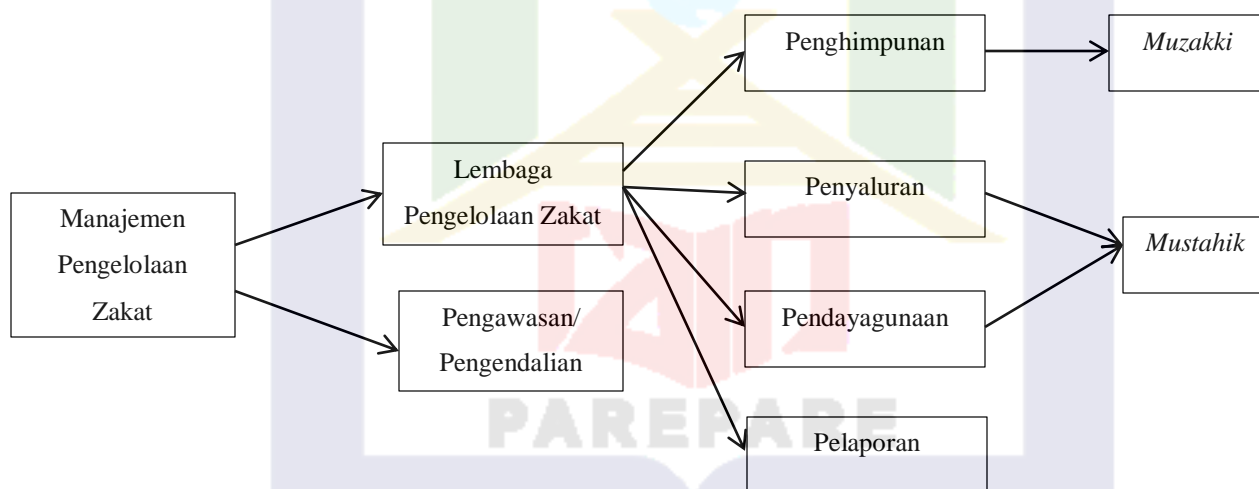 Manajemen
Pengelolaan
Zakat
Lembaga
Pengelolaan Zakat
Pengawasan/
Pengendalian
Penghimpunan
Penyaluran
Pendayagunaan
Pelaporan
Muzakki
Mustahik
PAREPARE